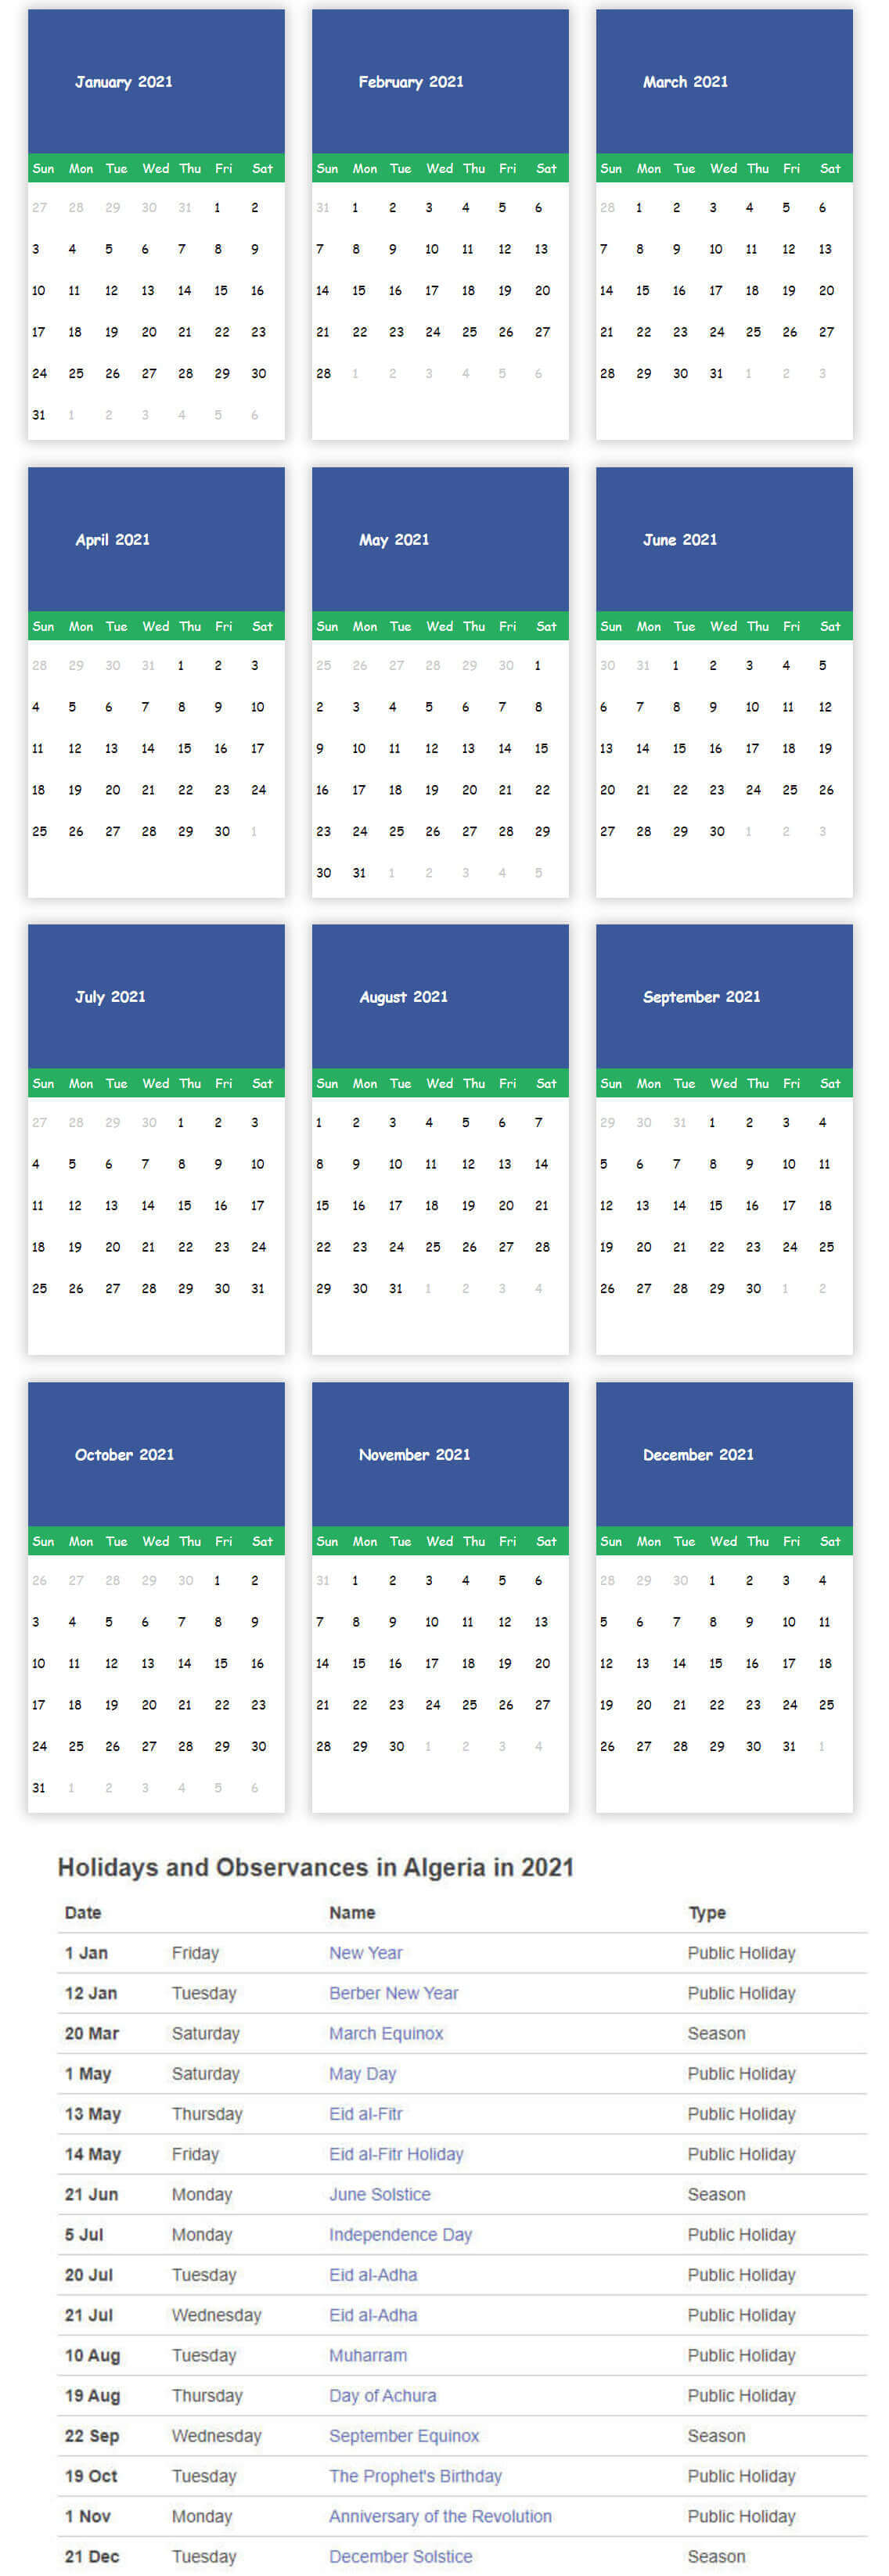 January 2021
Sun Mon Tue Wed Thu Fri Sat
27 28 29 30 31 1 2
3 4 5 6 7 8 9
10 11 12 13 14 15 16
17 18 19 20 21 22 23
24 25 26 27 28 29 30
31 1 2 3 4 5 6
February 2021
Sun Mon Tue Wed Thu Fri Sat
31 1 2 3 4 5 6
7 8 9 10 11 12 13
14 15 16 17 18 19 20
21 22 23 24 25 26 27
28 1 2 3 4 5 6
March 2021
Sun Mon Tue Wed Thu Fri Sat
28 1 2 3 4 5 6
7 8 9 10 11 12 13
14 15 16 17 18 19 20
21 22 23 24 25 26 27
28 29 30 31 1 2 3
April 2021
Sun Mon Tue Wed Thu Fri Sat
28 29 30 31 1 2 3
4 5 6 7 8 9 10
11 12 13 14 15 16 17
18 19 20 21 22 23 24
25 26 27 28 29 30 1
May 2021
Sun Mon Tue Wed Thu Fri Sat
25 26 27 28 29 30 1
2 3 4 5 6 7 8
9 10 11 12 13 14 15
16 17 18 19 20 21 22
23 24 25 26 27 28 29
30 31 1 2 3 4 5
June 2021
Sun Mon Tue Wed Thu Fri Sat
30 31 1 2 3 4 5
6 7 8 9 10 11 12
13 14 15 16 17 18 19
20 21 22 23 24 25 26
27 28 29 30 1 2 3
July 2021
Sun Mon Tue Wed Thu Fri Sat
27 28 29 30 1 2 3
4 5 6 7 8 9 10
11 12 13 14 15 16 17
18 19 20 21 22 23 24
25 26 27 28 29 30 31
August 2021
Sun Mon Tue Wed Thu Fri Sat
1 2 3 4 5 6 7
8 9 10 11 12 13 14
15 16 17 18 19 20 21
22 23 24 25 26 27 28
29 30 31 1 2 3 4
September 2021
Sun Mon Tue Wed Thu Fri Sat
29 30 31 1 2 3 4
5 6 7 8 9 10 11
12 13 14 15 16 17 18
19 20 21 22 23 24 25
26 27 28 29 30 1 2
October 2021
Sun Mon Tue Wed Thu Fri Sat
26 27 28 29 30 1 2
3 4 5 6 7 8 9
10 11 12 13 14 15 16
17 18 19 20 21 22 23
24 25 26 27 28 29 30
31 1 2 3 4 5 6
November 2021
Sun Mon Tue Wed Thu Fri Sat
31 1 2 3 4 5 6
7 8 9 10 11 12 13
14 15 16 17 18 19 20
21 22 23 24 25 26 27
28 29 30 1 2 3 4
December 2021
Sun Mon Tue Wed Thu Fri Sat
28 29 30 1 2 3 4
5 6 7 8 9 10 11
12 13 14 15 16 17 18
19 20 21 22 23 24 25
26 27 28 29 30 31 1
Holidays and Observances in Algeria in 2021
Date Name Type
1 Jan Friday New Year Public Holiday
12 Jan Tuesday Berber New Year Public Holiday
20 Mar Saturday March Equinox Season
1 May Saturday May Day Public Holiday
13 May Thursday Eid al-Fitr Public Holiday
14 May Friday Eid al-Fitr Holiday Public Holiday
21 Jun Monday June Solstice Season
5 Jul Monday Independence Day Public Holiday
20 Jul Tuesday Eid al-Adha Public Holiday
21 Jul Wednesday Eid al-Adha Public Holiday
10 Aug Tuesday Muharram Public Holiday
19 Aug Thursday Day of Achura Public Holiday
22 Sep Wednesday September Equinox Season
19 Oct Tuesday The Prophet's Birthday Public Holiday
1 Nov Monday Anniversary of the Revolution Public Holiday
21 Dec Tuesday December Solstice Season